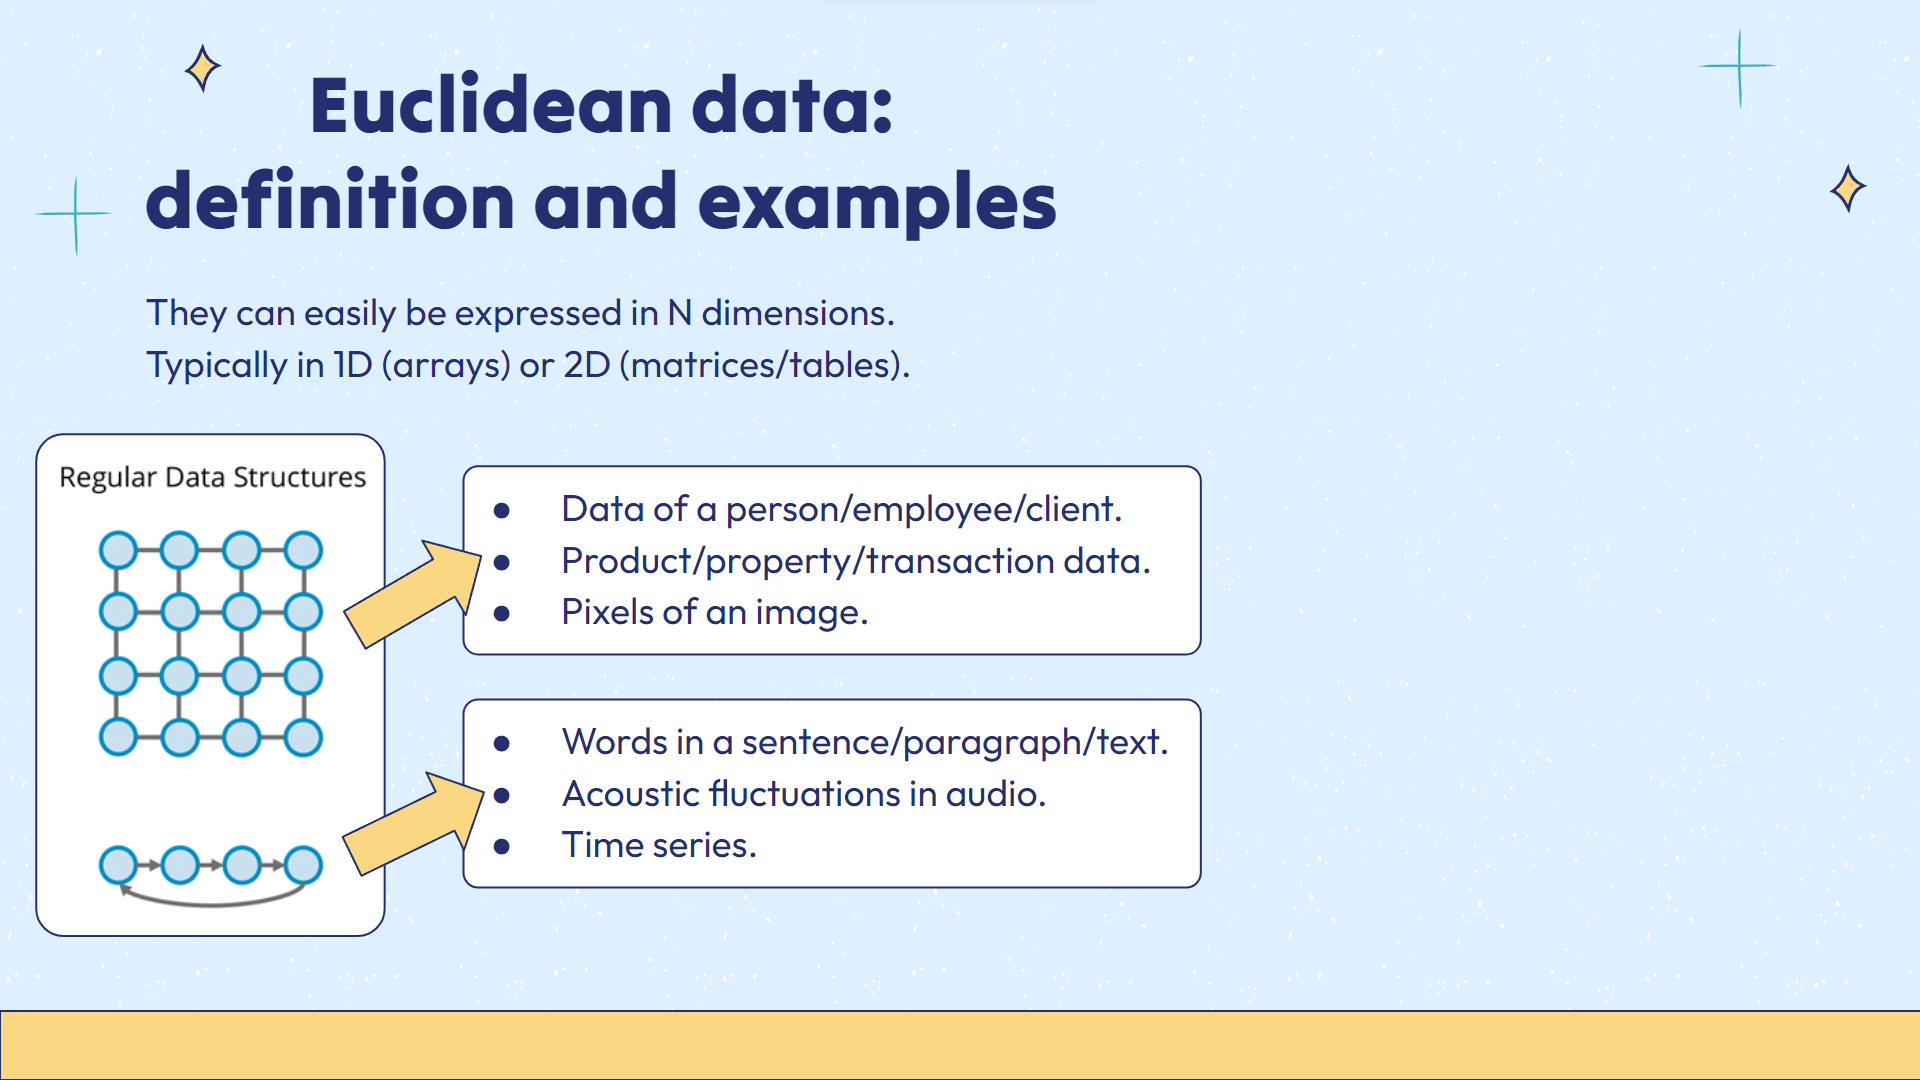 Euclidean data:
definition and examples
They can easily be expressed in N dimensions.
Typically in 1D (arrays) or 2D (matrices/tables).
Regular Data Structures
● Data of a person/employee/client.
● Product/property/transaction data.
● Pixels of an image.
● Words in a sentence/paragraph/text.
● Acoustic fluctuations in audio.
● Time series.